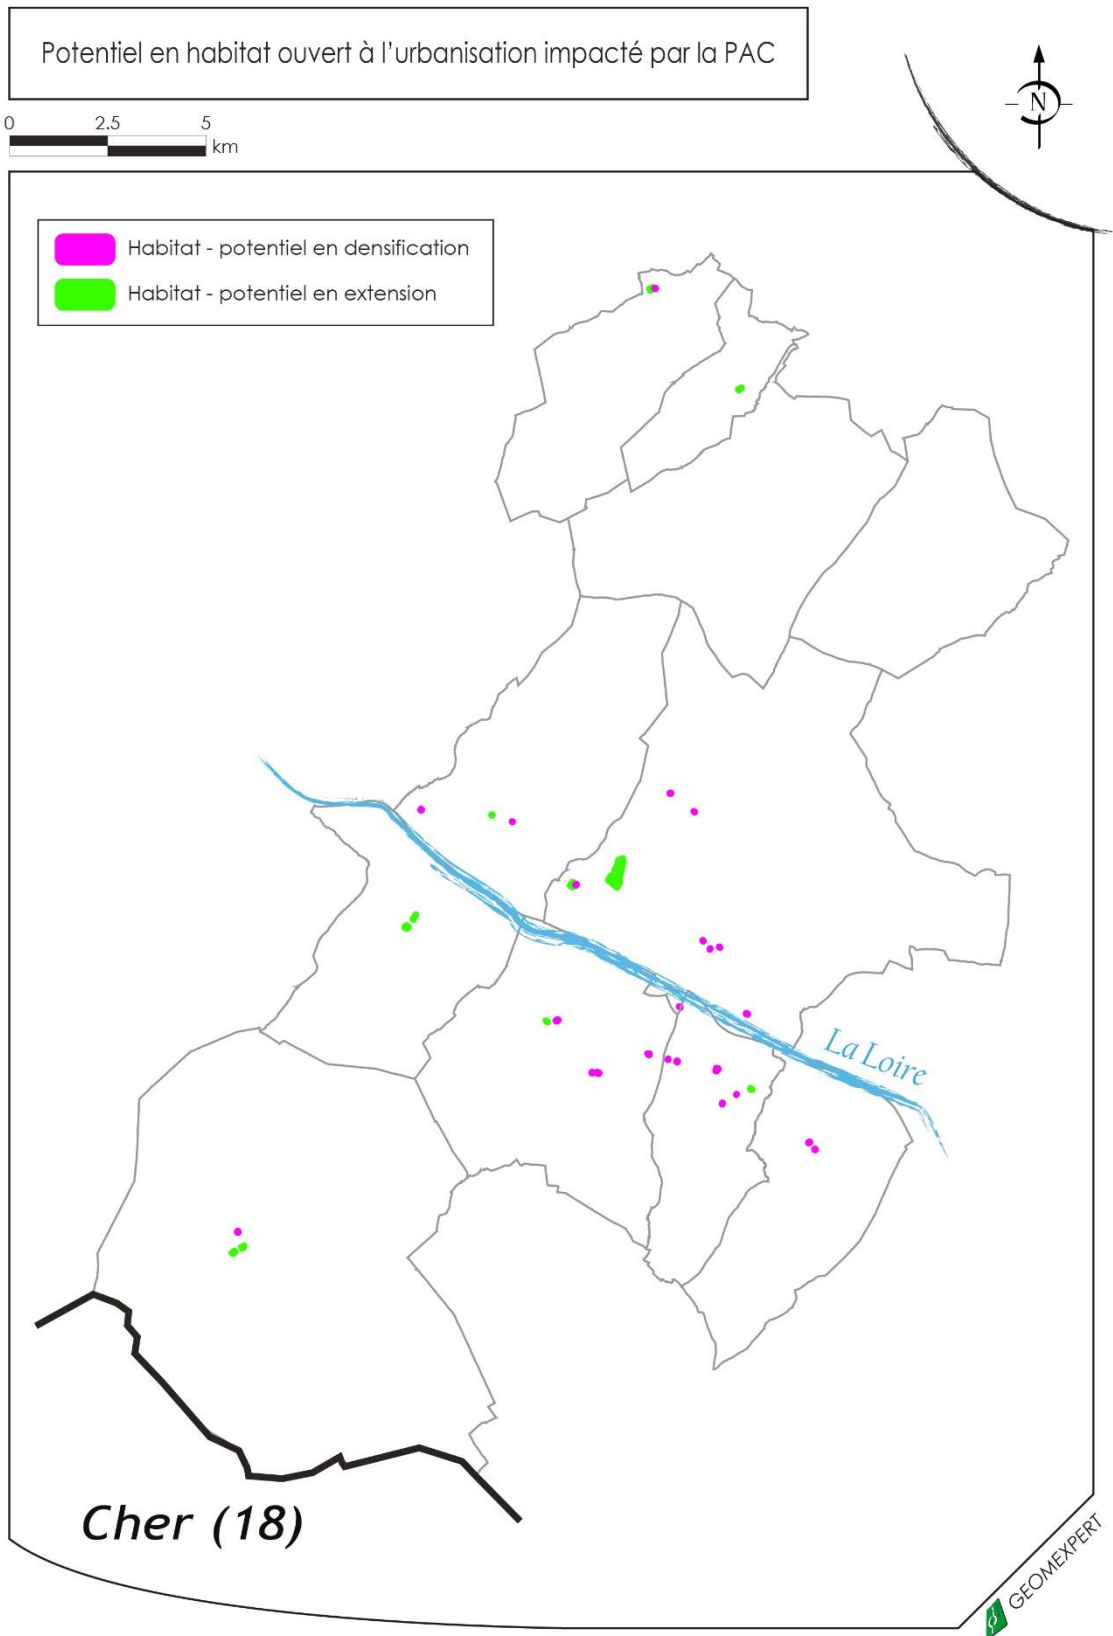 Potentiel en habitat ouvert à l'urbanisation impacté par la PAC
0 2.5 5
km
N
Habitat - potentiel en densification
Habitat - potentiel en extension
La Loire
Cher (18)
GEOMEXPERT